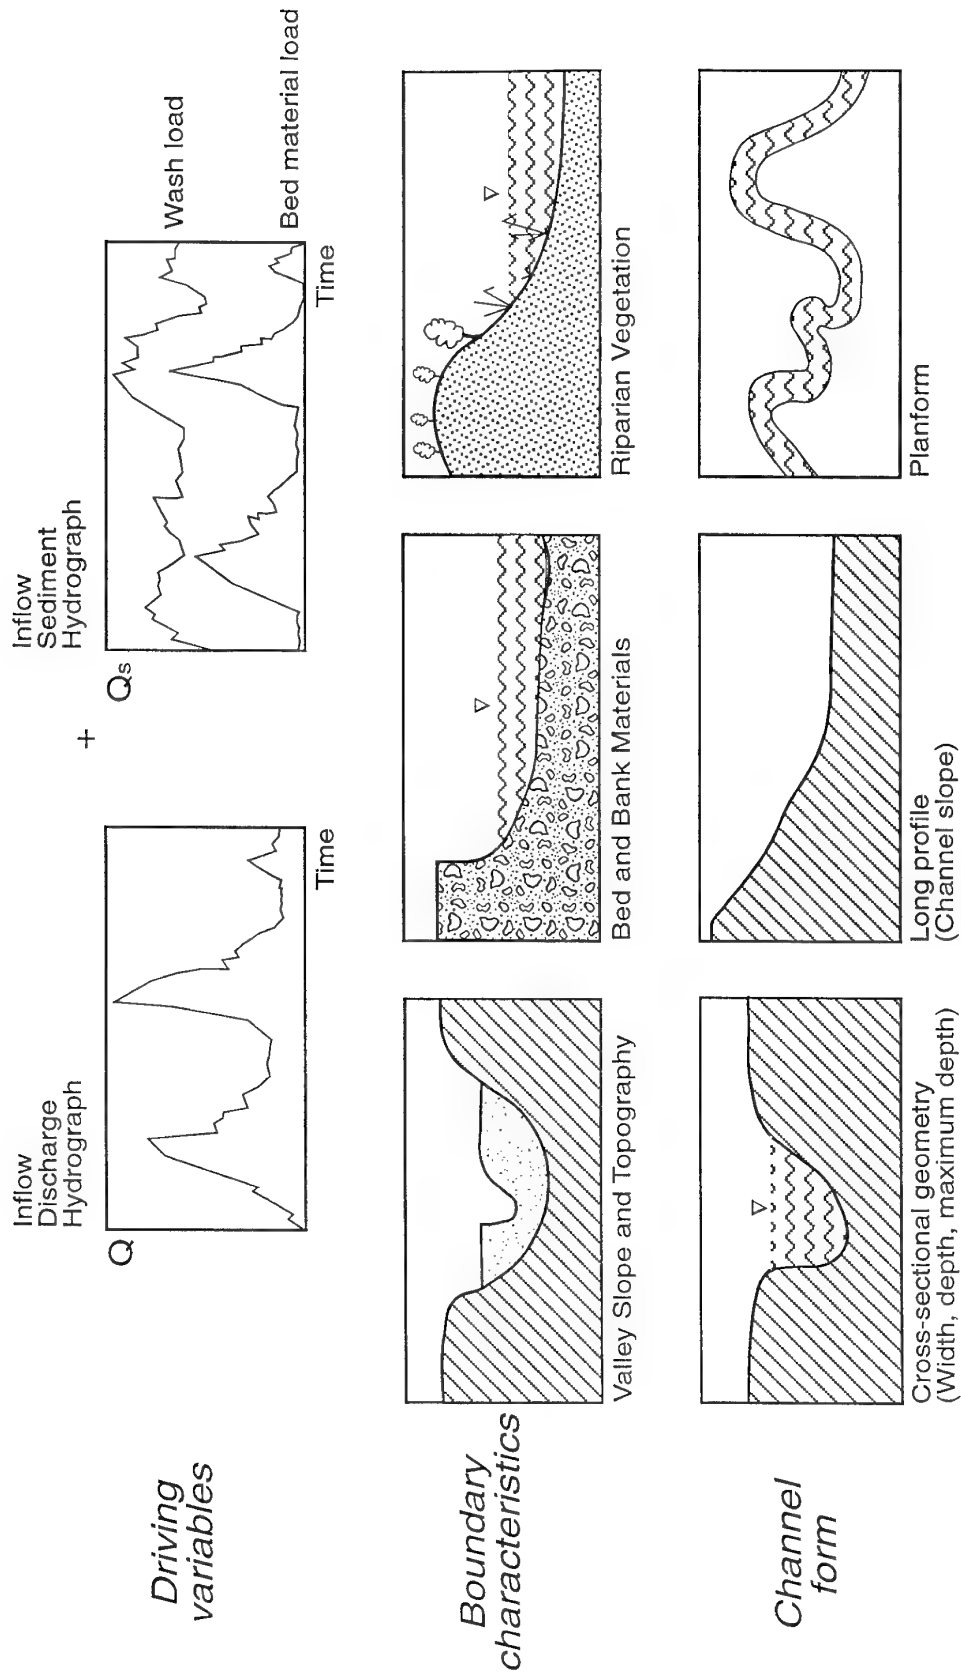 Driving
variables
Inflow
Discharge
Hydrograph
Q
Time
+
Inflow
Sediment
Hydrograph
Qs
Wash load
Bed material load
Time
Boundary
characteristics
Valley Slope and Topography
Bed and Bank Materials
Riparian Vegetation
Channel
form
Cross-sectional geometry
(Width, depth, maximum depth)
Long profile
(Channel slope)
Planform